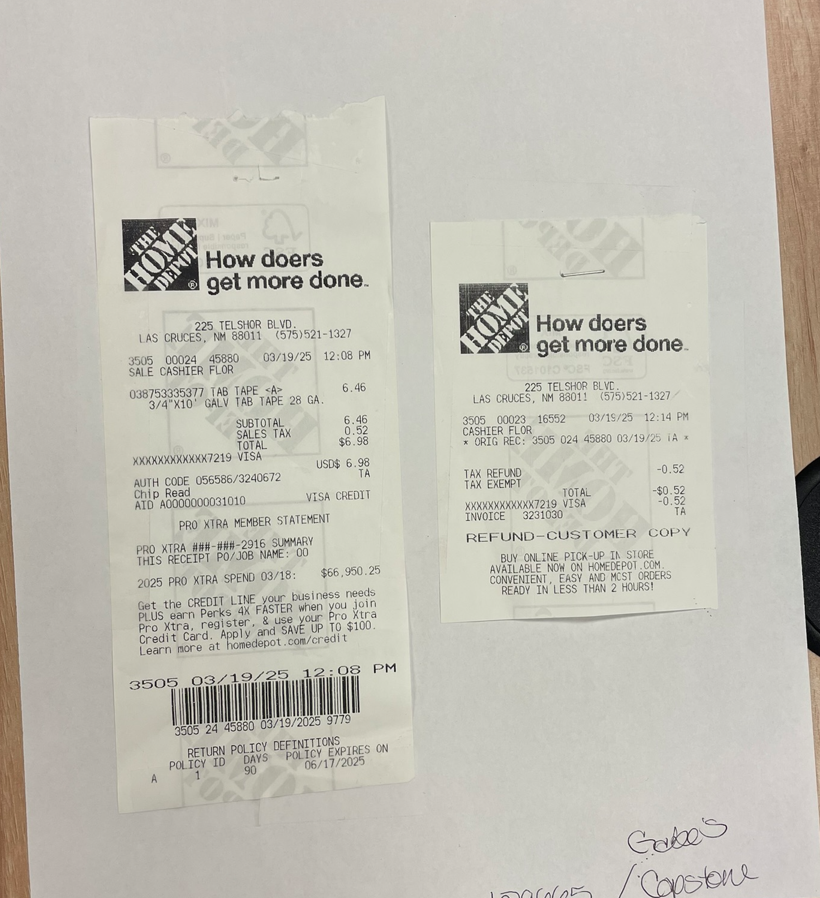 THE
HOME
DEPOT
®
How doers
get more done™
225 TELSHOR BLVD.
LAS CRUCES, NM 88011 (575)521-1327
3505 00024 45880 03/19/25 12:08 PM
SALE CASHIER FLOR
038753335377 TAB TAPE <A> 6.46
3/4"X10' GALV TAB TAPE 28 GA.
SUBTOTAL 6.46
SALES TAX 0.52
TOTAL $6.98
XXXXXXXXXXXX7219 VISA
USD$ 6.98
AUTH CODE 056586/3240672 TA
Chip Read
AID A0000000031010 VISA CREDIT
PRO XTRA MEMBER STATEMENT
PRO XTRA ###-###-2916 SUMMARY
THIS RECEIPT PO/JOB NAME: 00
2025 PRO XTRA SPEND 03/18: $66,950.25
Get the CREDIT LINE your business needs
PLUS earn Perks 4X FASTER when you join
Pro Xtra, register, & use your Pro Xtra
Credit Card. Apply and SAVE UP TO $100.
Learn more at homedepot.com/credit
3505 03/19/25 12:08 PM
3505 24 45880 03/19/2025 9779
RETURN POLICY DEFINITIONS
POLICY ID DAYS POLICY EXPIRES ON
A 1 90 06/17/2025
THE
HOME
DEPOT
®
How doers
get more done™
225 TELSHOR BLVD.
LAS CRUCES, NM 88011 (575)521-1327
3505 00023 16552 03/19/25 12:14 PM
CASHIER FLOR
* ORIG REC: 3505 024 45880 03/19/25 TA *
TAX REFUND -0.52
TAX EXEMPT
TOTAL -$0.52
XXXXXXXXXXXX7219 VISA -0.52
INVOICE 3231030 TA
REFUND-CUSTOMER COPY
BUY ONLINE PICK-UP IN STORE
AVAILABLE NOW ON HOMEDEPOT.COM.
CONVENIENT, EASY AND MOST ORDERS
READY IN LESS THAN 2 HOURS!
Gabe's
/ Capstone